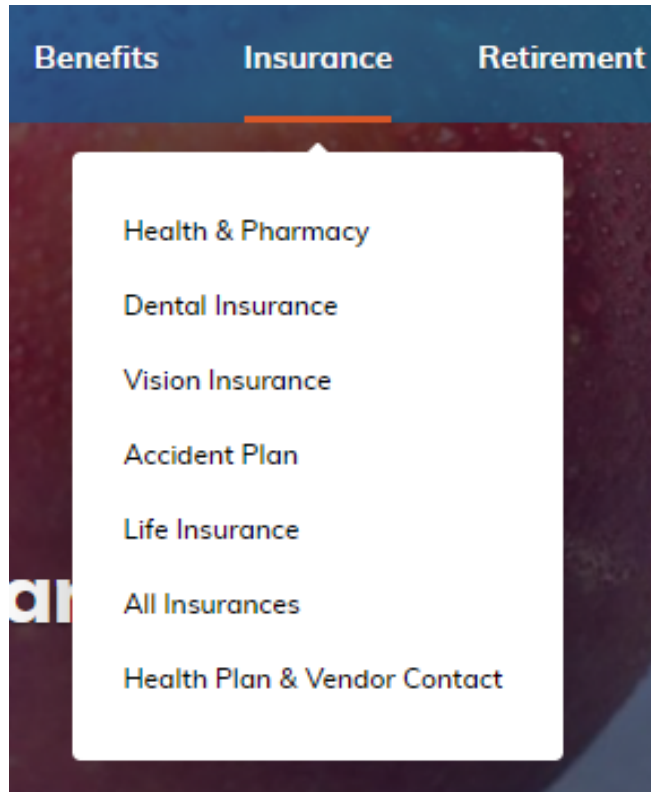 Benefits Insurance Retirement
Health & Pharmacy
Dental Insurance
Vision Insurance
Accident Plan
Life Insurance
All Insurances
Health Plan & Vendor Contact